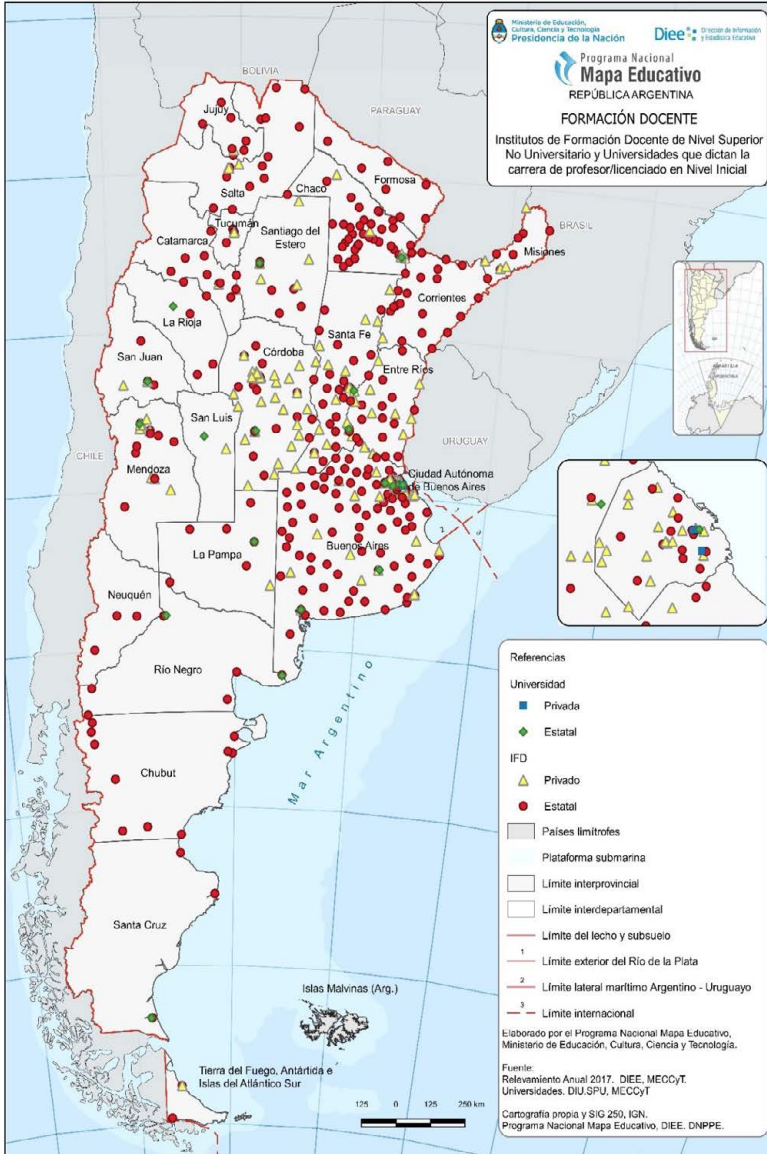 Ministerio de Educación,
Cultura, Ciencia y Tecnología
Presidencia de la Nación
Diee
Dirección de Información
y Estadística Educativa
Programa Nacional
Mapa Educativo
REPÚBLICA ARGENTINA
FORMACIÓN DOCENTE
Institutos de Formación Docente de Nivel Superior
No Universitario y Universidades que dictan la
carrera de profesor/licenciado en Nivel Inicial
BOLIVIA
PARAGUAY
BRASIL
CHILE
URUGUAY
Jujuy
Salta
Chaco
Formosa
Tucumán
Catamarca
Santiago del
Estero
Misiones
Corrientes
La Rioja
Santa Fe
San Juan
Córdoba
Entre Ríos
San Luis
Mendoza
Ciudad Autónoma
de Buenos Aires
Buenos Aires
La Pampa
Neuquén
Río Negro
Chubut
Santa Cruz
Mar Argentino
Islas Malvinas (Arg.)
Tierra del Fuego, Antártida e
Islas del Atlántico Sur
125 0 125 250 km
Referencias
Universidad
Privada
Estatal
IFD
Privado
Estatal
Países limítrofes
Plataforma submarina
Límite interprovincial
Límite interdepartamental
Límite del lecho y subsuelo
1
Límite exterior del Río de la Plata
2
Límite lateral marítimo Argentino - Uruguayo
3
Límite internacional
Elaborado por el Programa Nacional Mapa Educativo,
Ministerio de Educación, Cultura, Ciencia y Tecnología.
Fuente:
Relevamiento Anual 2017. DIEE, MECCyT.
Universidades. DIU.SPU, MECCyT
Cartografía propia y SIG 250, IGN.
Programa Nacional Mapa Educativo, DIEE. DNPPE.